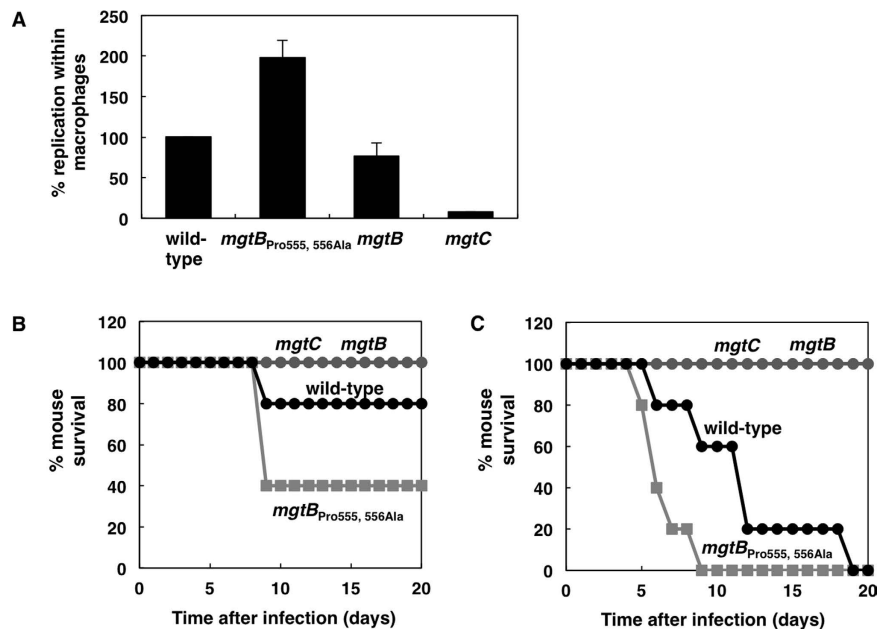 A
% replication within
macrophages
250
200
150
100
50
0
wild-
type
mgtBPro555, 556Ala
mgtB
mgtC
B
% mouse
survival
120
100
80
60
40
20
0
mgtC mgtB
wild-type
mgtBPro555, 556Ala
0 5 10 15 20
Time after infection (days)
C
% mouse
survival
120
100
80
60
40
20
0
mgtC mgtB
wild-type
mgtBPro555, 556Ala
0 5 10 15 20
Time after infection (days)